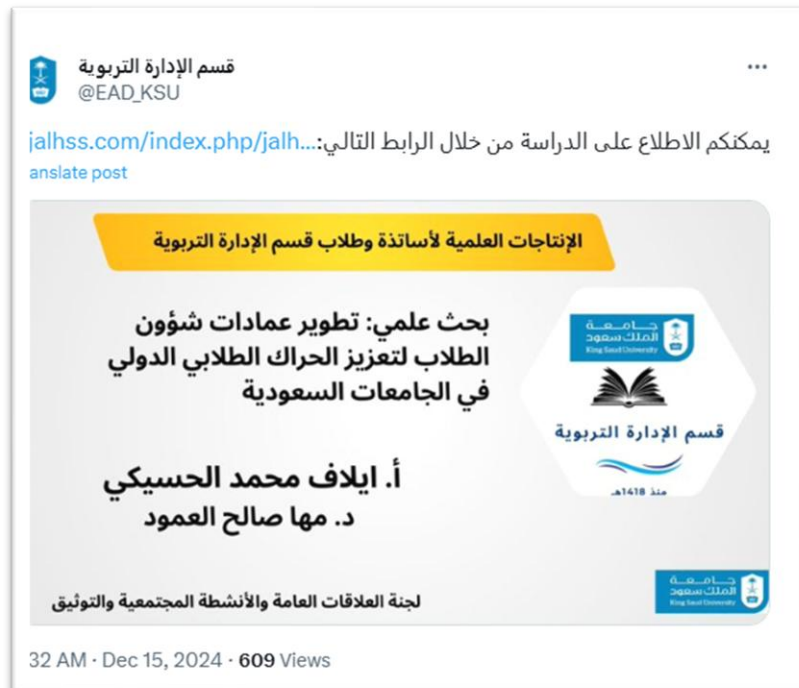 قسم الإدارة التربوية
@EAD_KSU
يمكنكم الاطلاع على الدراسة من خلال الرابط التالي:jalhss.com/index.php/jalh...
anslate post
الإنتاجات العلمية لأساتذة وطلاب قسم الإدارة التربوية
بحث علمي: تطوير عمادات شؤون
الطلاب لتعزيز الحراك الطلابي الدولي
في الجامعات السعودية
أ. ايلاف محمد الحسيكي
د. مها صالح العمود
جامعة
الملك سعود
King Saud University
قسم الإدارة التربوية
منذ 1418هـ
لجنة العلاقات العامة والأنشطة المجتمعية والتوثيق
جامعة
الملك سعود
King Saud University
32 AM · Dec 15, 2024 · 609 Views